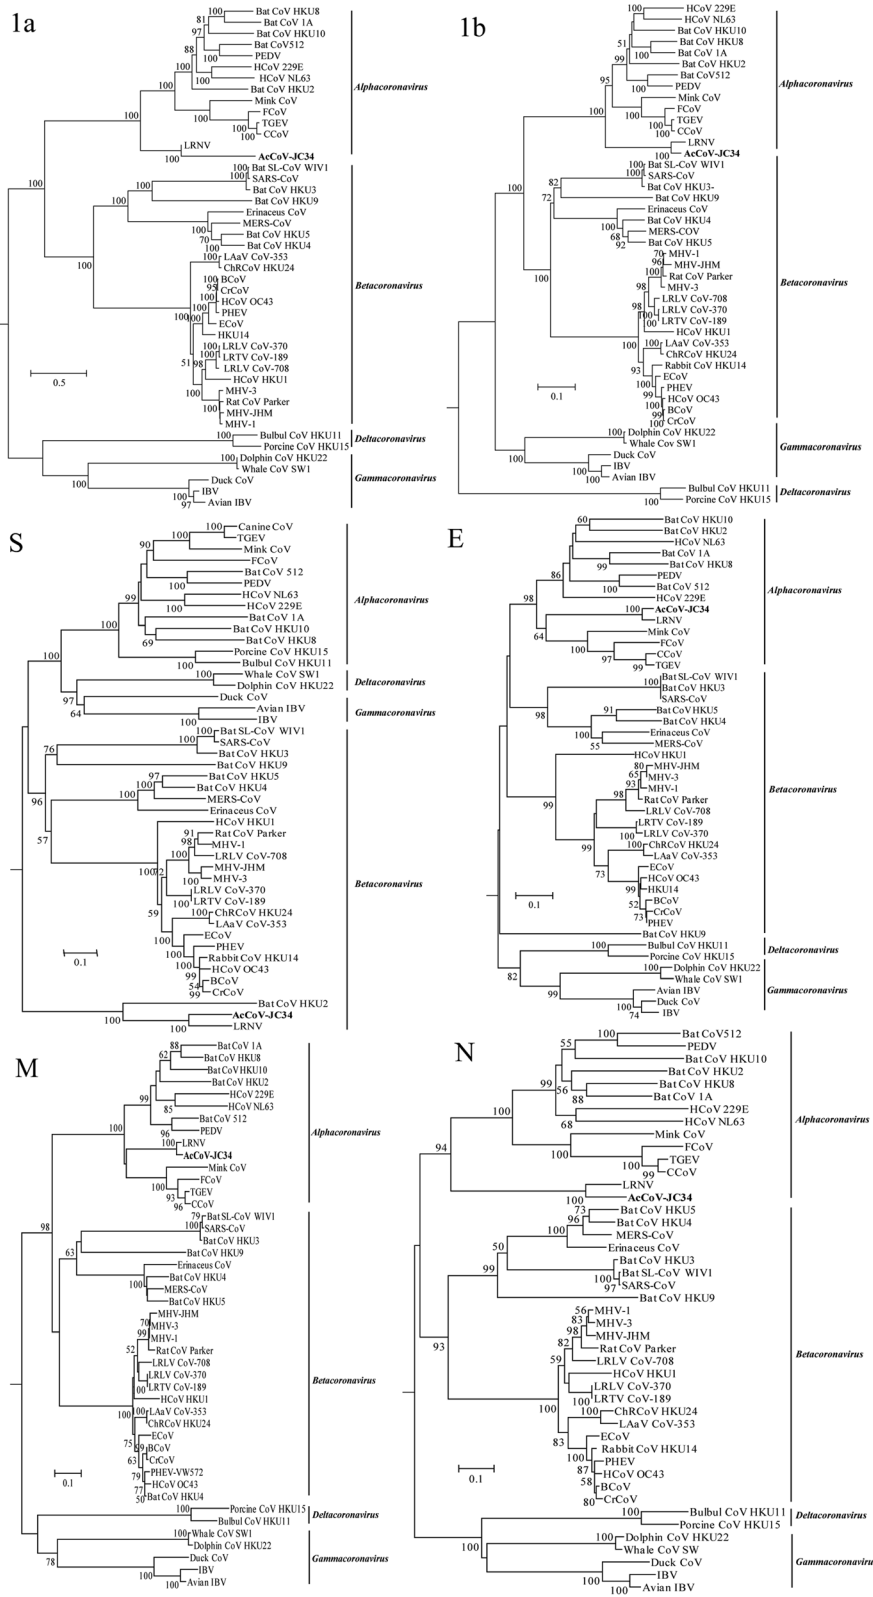 1a
Bat CoV HKU8
Bat CoV 1A
Bat CoV HKU10
Bat CoV512
PEDV
HCoV 229E
HCoV NL63
Bat CoV HKU2
Mink CoV
FCoV
TGEV
CCoV
LRNV
AcCoV-JC34
Alphacoronavirus
Bat SL-CoV WIV1
SARS-CoV
Bat CoV HKU3
Bat CoV HKU9
Erinaceus CoV
MERS-CoV
Bat CoV HKU5
Bat CoV HKU4
LAaV CoV-353
ChRCoV HKU24
BCoV
CrCoV
HCoV OC43
PHEV
ECoV
HKU14
LRLV CoV-370
LRTV CoV-189
LRLV CoV-708
HCoV HKU1
MHV-3
Rat CoV Parker
MHV-JHM
MHV-1
Betacoronavirus
Bulbul CoV HKU11
Porcine CoV HKU15
Deltacoronavirus
Dolphin CoV HKU22
Whale CoV SW1
Duck CoV
IBV
Avian IBV
Gammacoronavirus
0.5
1b
HCoV 229E
HCoV NL63
Bat CoV HKU10
Bat CoV HKU8
Bat CoV 1A
Bat CoV HKU2
Bat CoV512
PEDV
Mink CoV
FCoV
TGEV
CCoV
LRNV
AcCoV-JC34
Alphacoronavirus
Bat SL-CoV WIV1
SARS-CoV
Bat CoV HKU3-
Bat CoV HKU9
Erinaceus CoV
Bat CoV HKU4
MERS-COV
Bat CoV HKU5
MHV-1
MHV-JHM
Rat CoV Parker
MHV-3
LRLV CoV-708
LRLV CoV-370
LRTV CoV-189
HCoV HKU1
LAaV CoV-353
ChRCoV HKU24
Rabbit CoV HKU14
ECoV
PHEV
HCoV OC43
BCoV
CrCoV
Betacoronavirus
Dolphin CoV HKU22
Whale Cov SW1
Duck CoV
IBV
Avian IBV
Gammacoronavirus
Bulbul CoV HKU11
Porcine CoV HKU15
Deltacoronavirus
0.1
S
Canine CoV
TGEV
Mink CoV
FCoV
Bat CoV 512
PEDV
HCoV NL63
HCoV 229E
Bat CoV 1A
Bat CoV HKU10
Bat CoV HKU8
Porcine CoV HKU15
Bulbul CoV HKU11
Alphacoronavirus
Whale CoV SW1
Dolphin CoV HKU22
Deltacoronavirus
Duck CoV
Avian IBV
IBV
Gammacoronavirus
Bat SL-CoV WIV1
SARS-CoV
Bat CoV HKU3
Bat CoV HKU9
Bat CoV HKU5
Bat CoV HKU4
MERS-CoV
Erinaceus CoV
HCoV HKU1
Rat CoV Parker
MHV-1
LRLV CoV-708
MHV-JHM
MHV-3
LRLV CoV-370
LRTV CoV-189
ChRCoV HKU24
LAaV CoV-353
ECoV
PHEV
Rabbit CoV HKU14
HCoV OC43
BCoV
CrCoV
Bat CoV HKU2
AcCoV-JC34
LRNV
Betacoronavirus
0.1
E
Bat CoV HKU10
Bat CoV HKU2
HCoV NL63
Bat CoV 1A
Bat CoV HKU8
PEDV
Bat CoV 512
HCoV 229E
AcCoV-JC34
LRNV
Mink CoV
FCoV
CCoV
TGEV
Alphacoronavirus
Bat SL-CoV WIV1
Bat CoV HKU3
SARS-CoV
Bat CoV HKU5
Bat CoV HKU4
Erinaceus CoV
MERS-CoV
HCoV HKU1
MHV-JHM
MHV-3
MHV-1
Rat CoV Parker
LRLV CoV-708
LRTV CoV-189
LRLV CoV-370
ChRCoV HKU24
LAaV CoV-353
ECoV
HCoV OC43
HKU14
BCoV
CrCoV
PHEV
Bat CoV HKU9
Betacoronavirus
Bulbul CoV HKU11
Porcine CoV HKU15
Deltacoronavirus
Dolphin CoV HKU22
Whale CoV SW1
Avian IBV
Duck CoV
IBV
Gammacoronavirus
0.1
M
Bat CoV 1A
Bat CoV HKU8
Bat CoV HKU10
Bat CoV HKU2
HCoV 229E
HCoV NL63
Bat CoV 512
PEDV
LRNV
AcCoV-JC34
Mink CoV
FCoV
TGEV
CCoV
Alphacoronavirus
Bat SL-CoV WIV1
SARS-CoV
Bat CoV HKU3
Bat CoV HKU9
Erinaceus CoV
Bat CoV HKU4
MERS-CoV
Bat CoV HKU5
MHV-JHM
MHV-3
MHV-1
Rat CoV Parker
LRLV CoV-708
LRLV CoV-370
LRTV CoV-189
HCoV HKU1
LAaV CoV-353
ChRCoV HKU24
ECoV
BCoV
CrCoV
PHEV-VW572
HCoV OC43
Bat CoV HKU4
Betacoronavirus
Porcine CoV HKU15
Bulbul CoV HKU11
Deltacoronavirus
Whale CoV SW1
Dolphin CoV HKU22
Duck CoV
IBV
Avian IBV
Gammacoronavirus
0.1
N
Bat CoV512
PEDV
Bat CoV HKU10
Bat CoV HKU2
Bat CoV HKU8
Bat CoV 1A
HCoV 229E
HCoV NL63
Mink CoV
FCoV
TGEV
CCoV
LRNV
AcCoV-JC34
Alphacoronavirus
Bat CoV HKU5
Bat CoV HKU4
MERS-CoV
Erinaceus CoV
Bat CoV HKU3
Bat SL-CoV WIV1
SARS-CoV
Bat CoV HKU9
MHV-1
MHV-3
MHV-JHM
Rat CoV Parker
LRLV CoV-708
HCoV HKU1
LRLV CoV-370
LRTV CoV-189
ChRCoV HKU24
LAaV CoV-353
ECoV
Rabbit CoV HKU14
PHEV
HCoV OC43
BCoV
CrCoV
Betacoronavirus
Bulbul CoV HKU11
Porcine CoV HKU15
Deltacoronavirus
Dolphin CoV HKU22
Whale CoV SW
Duck CoV
IBV
Avian IBV
Gammacoronavirus
0.1